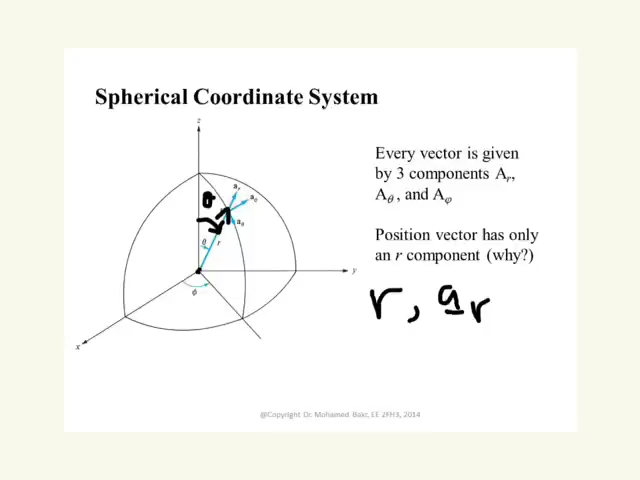 Spherical Coordinate System
z
a_r
a_φ
θ
a_θ
θ
r
y
ϕ
x
Every vector is given
by 3 components A_r,
A_θ , and A_φ
Position vector has only
an r component (why?)
r, a_r
@Copyright Dr. Mohamed Bakr, EE 2FH3, 2014